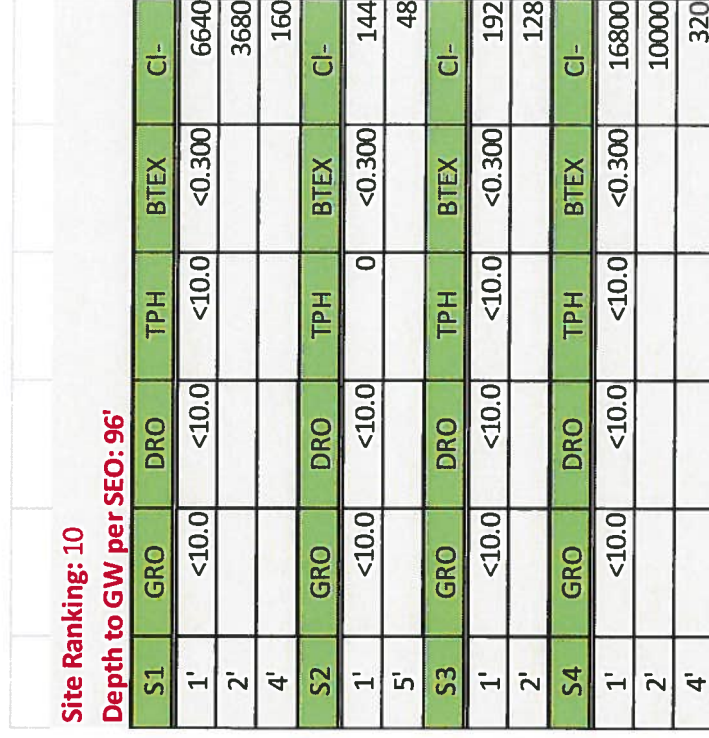 Site Ranking: 10
Depth to GW per SEO: 96'
S1 GRO DRO TPH BTEX Cl-
1' <10.0 <10.0 <10.0 <0.300 6640
2' 3680
4' 160
S2 GRO DRO TPH BTEX Cl-
1' <10.0 <10.0 0 <0.300 144
5' 48
S3 GRO DRO TPH BTEX Cl-
1' <10.0 <10.0 <10.0 <0.300 192
2' 128
S4 GRO DRO TPH BTEX Cl-
1' <10.0 <10.0 <10.0 <0.300 16800
2' 10000
4' 320